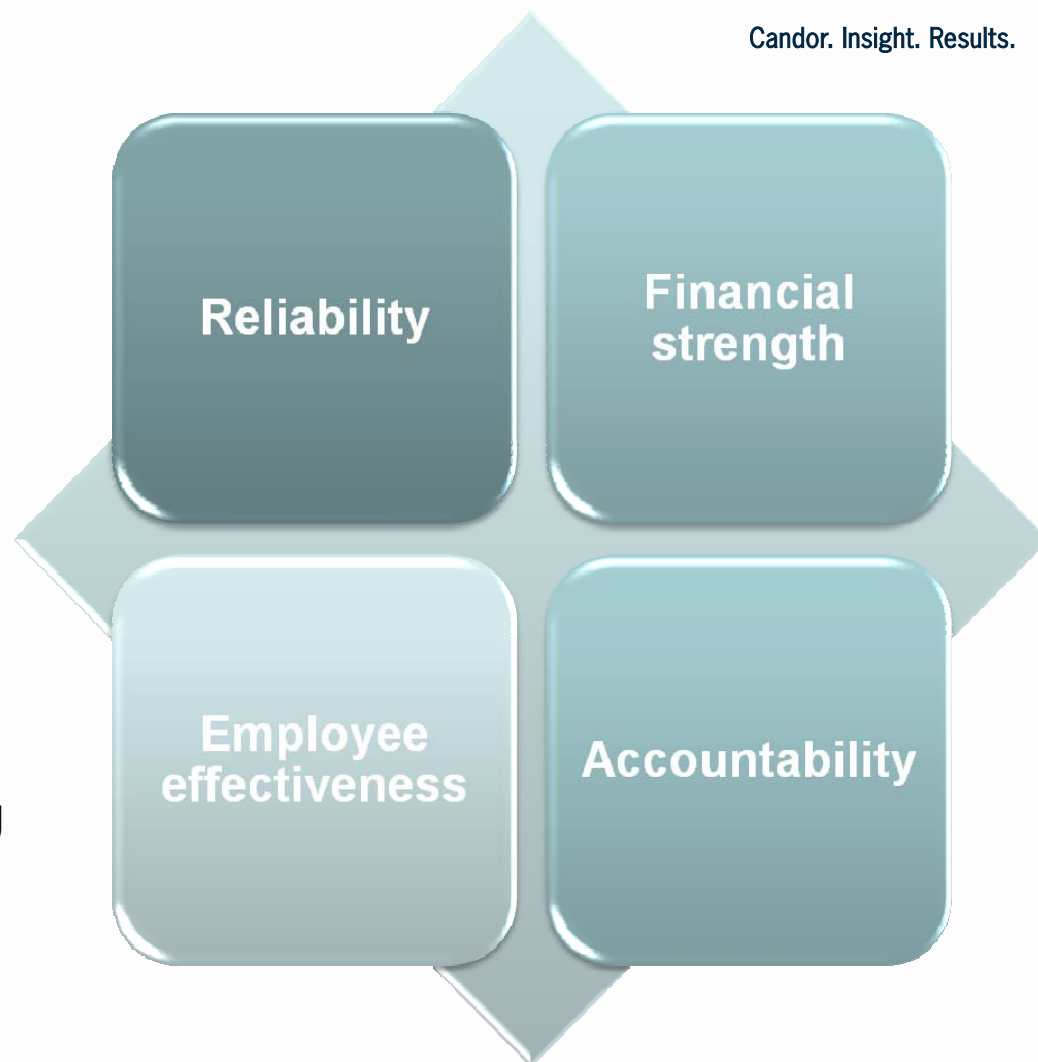 Candor. Insight. Results.
Reliability
Financial
strength
Employee
effectiveness
Accountability